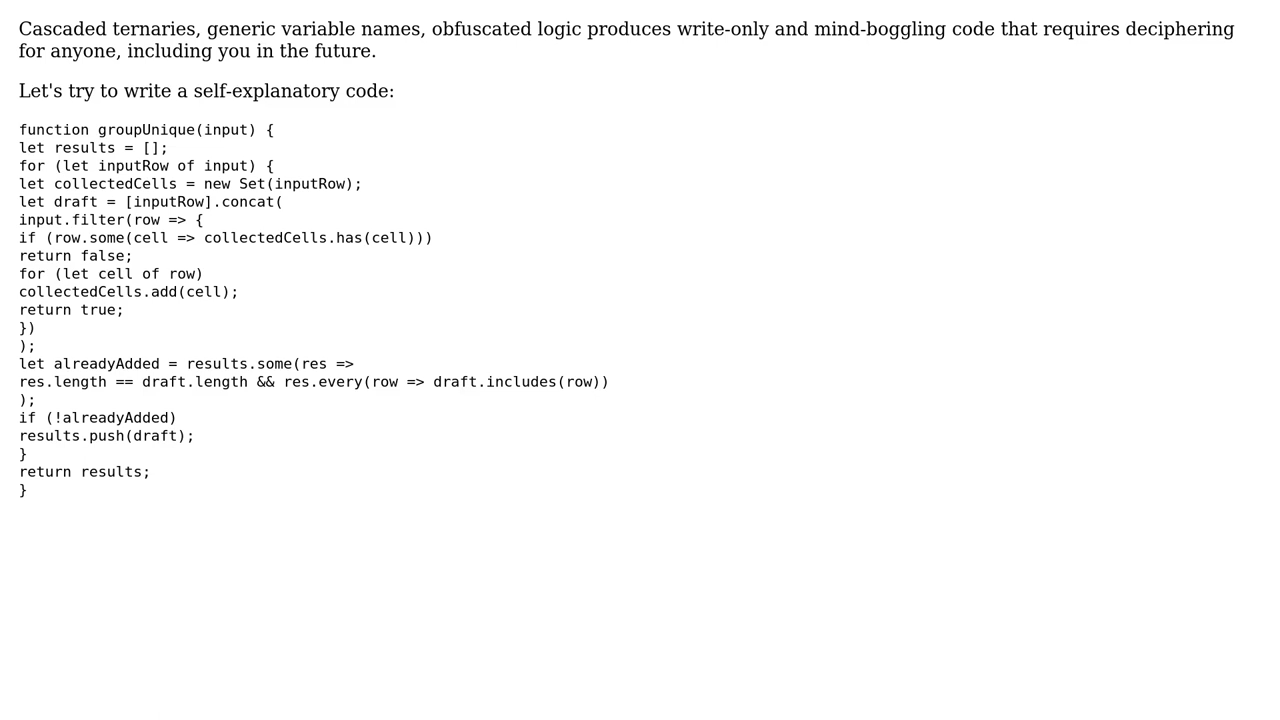 Cascaded ternaries, generic variable names, obfuscated logic produces write-only and mind-boggling code that requires deciphering
for anyone, including you in the future.
Let's try to write a self-explanatory code:
function groupUnique(input) {
let results = [];
for (let inputRow of input) {
let collectedCells = new Set(inputRow);
let draft = [inputRow].concat(
input.filter(row => {
if (row.some(cell => collectedCells.has(cell)))
return false;
for (let cell of row)
collectedCells.add(cell);
return true;
})
);
let alreadyAdded = results.some(res =>
res.length == draft.length && res.every(row => draft.includes(row))
);
if (!alreadyAdded)
results.push(draft);
}
return results;
}